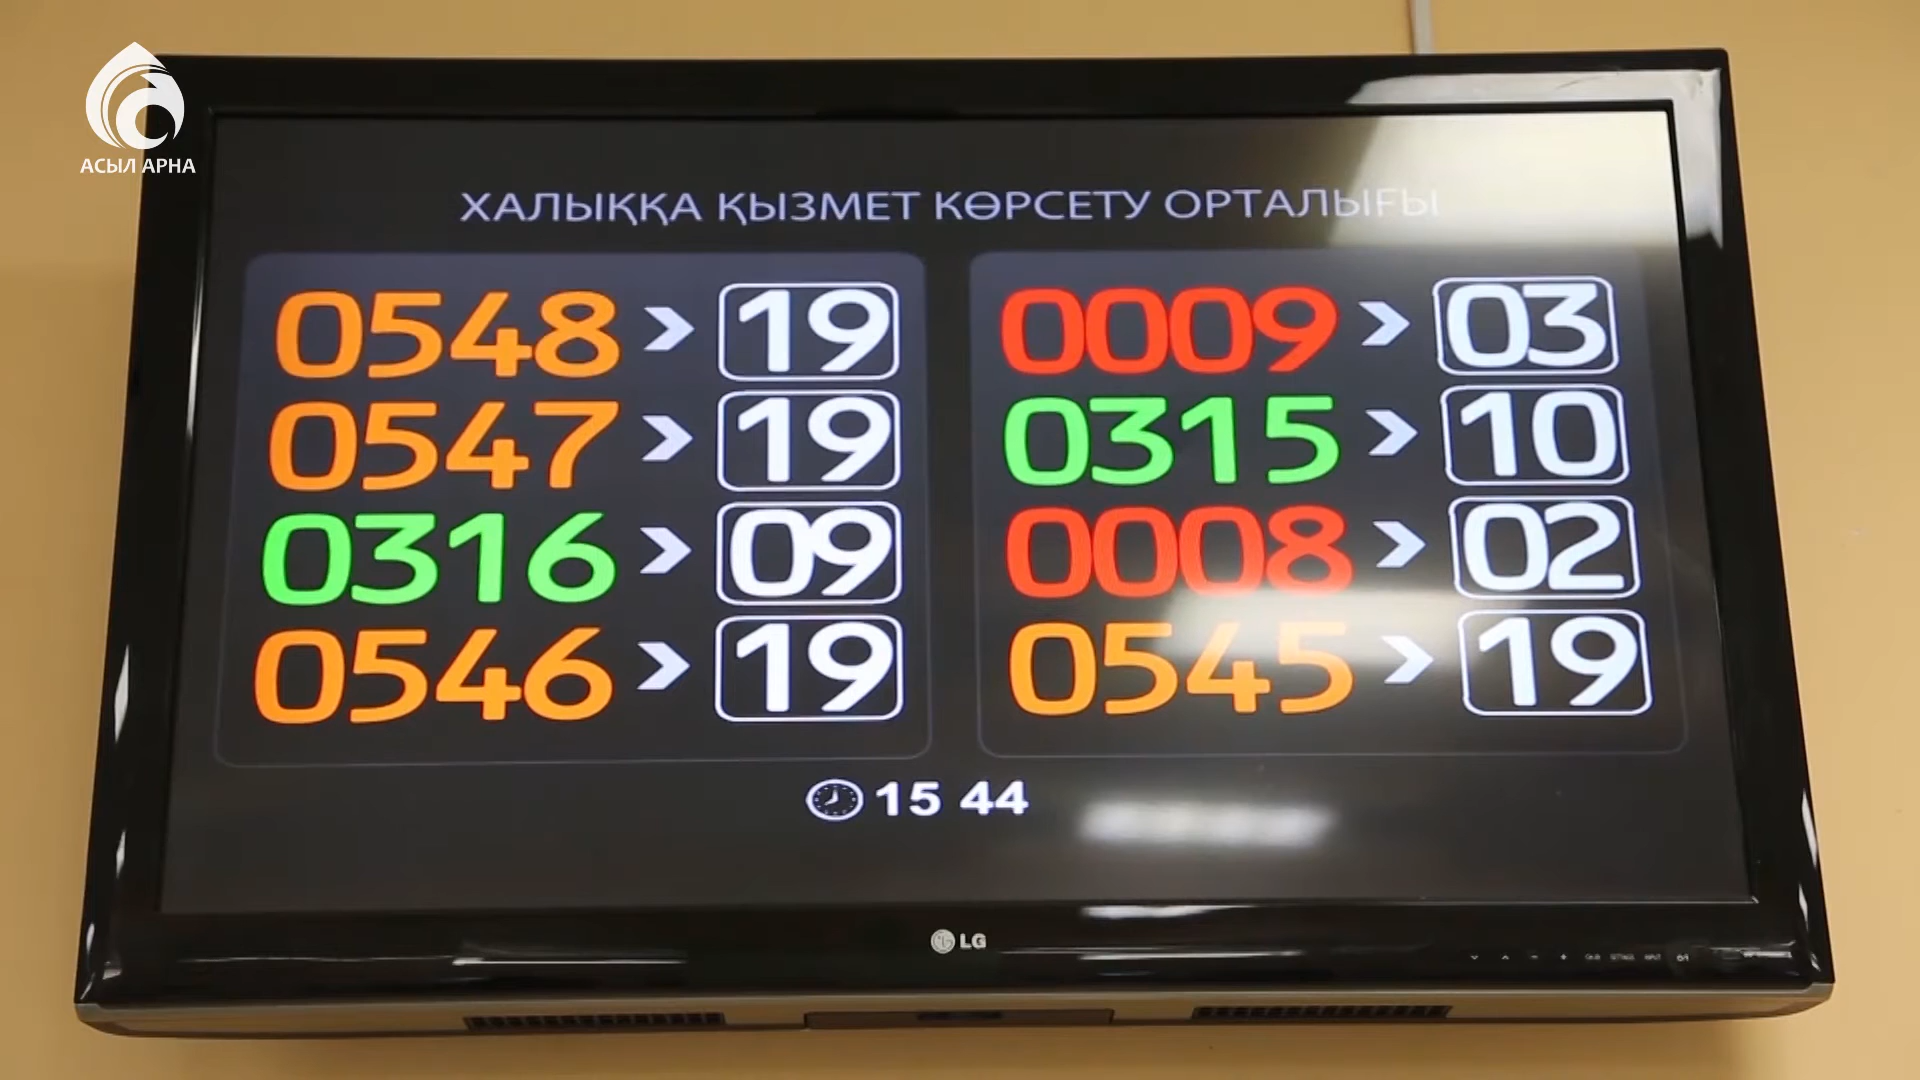 АСЫЛ АРНА
ХАЛЫҚҚА ҚЫЗМЕТ КӨРСЕТУ ОРТАЛЫҒЫ
0548 > 19
0547 > 19
0316 > 09
0546 > 19
0009 > 03
0315 > 10
0008 > 02
0545 > 19
15 44
LG